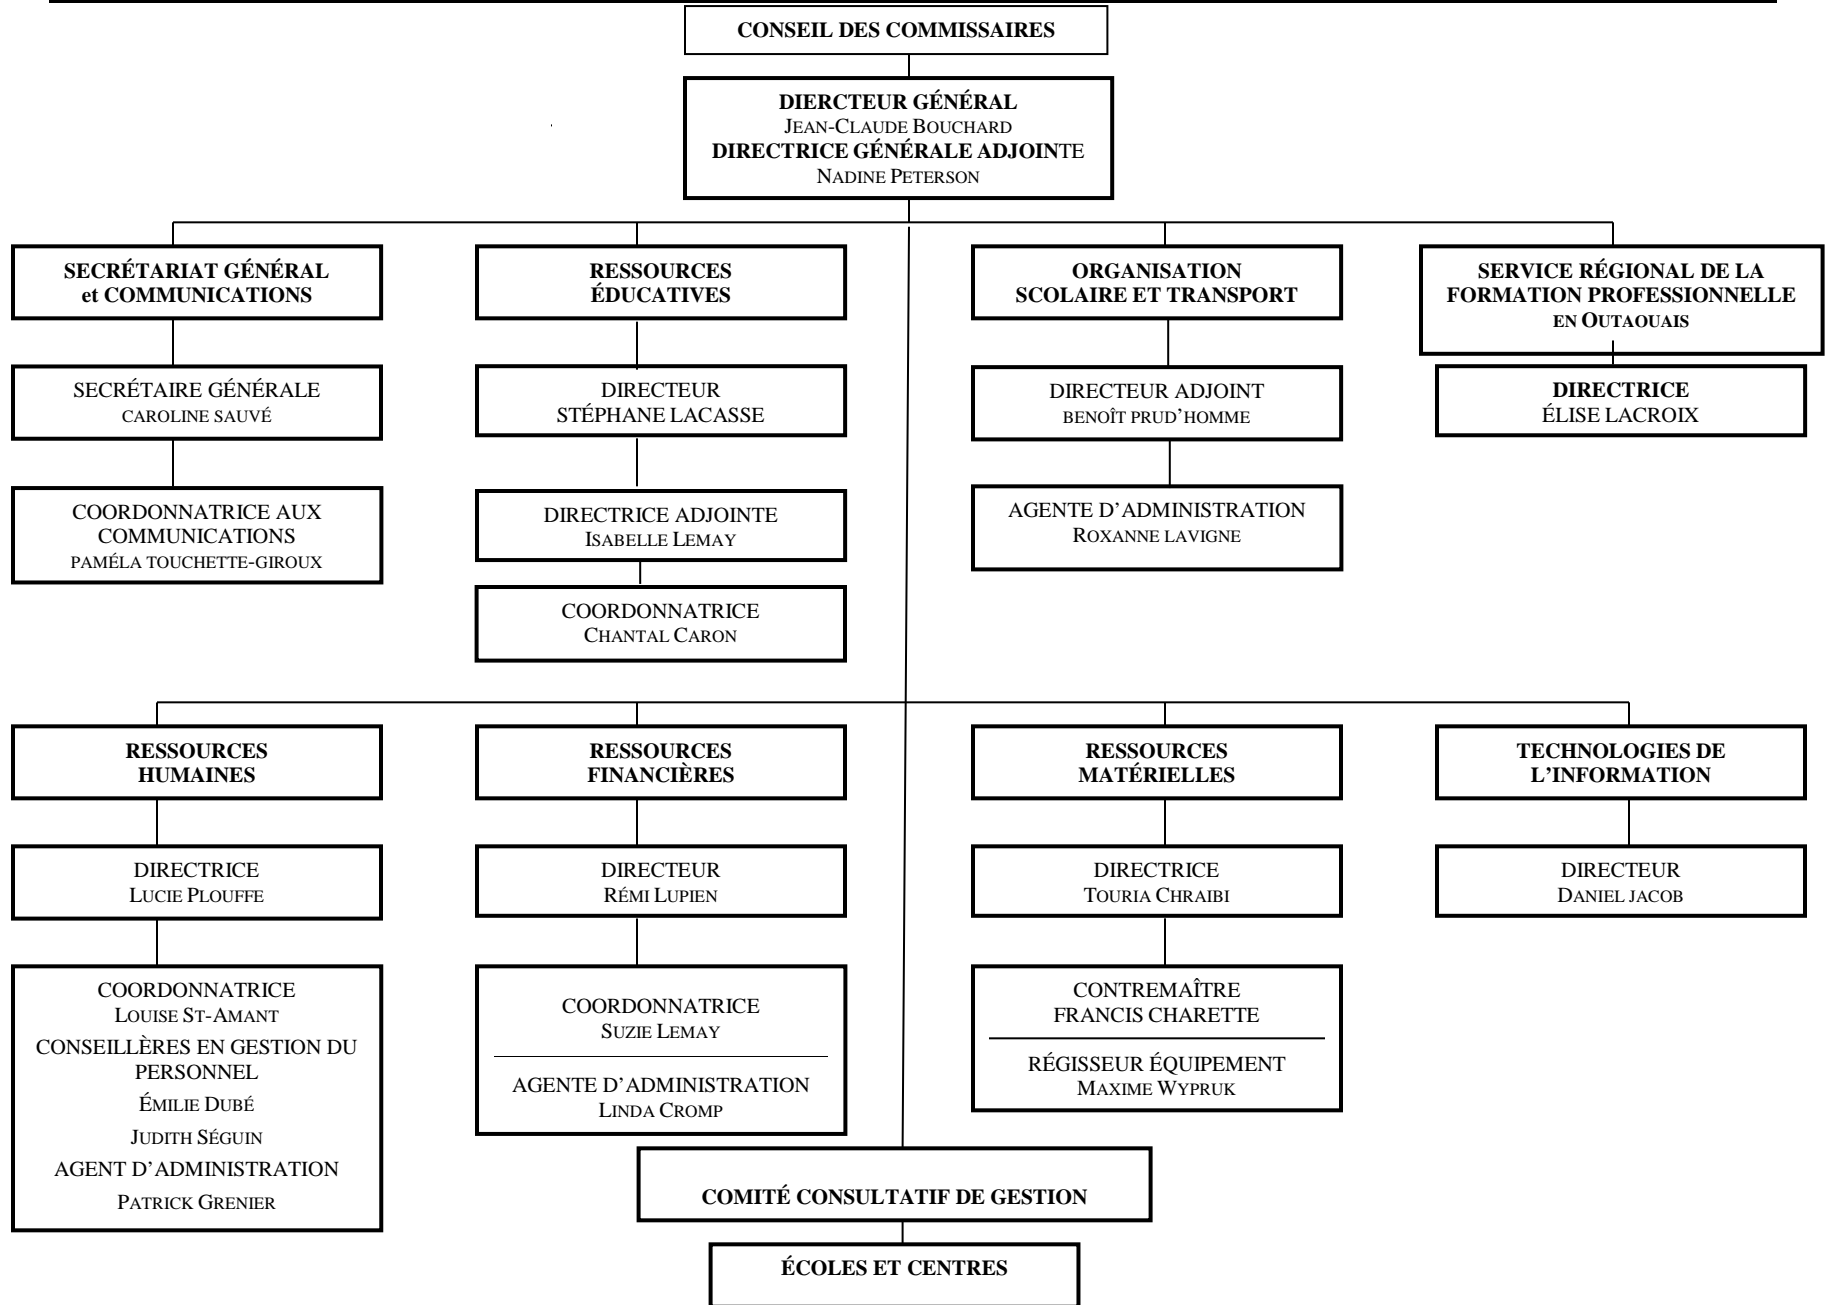 CONSEIL DES COMMISSAIRES
DIERCTEUR GÉNÉRAL
JEAN-CLAUDE BOUCHARD
DIRECTRICE GÉNÉRALE ADJOINTE
NADINE PETERSON
SECRÉTARIAT GÉNÉRAL
et COMMUNICATIONS
SECRÉTAIRE GÉNÉRALE
CAROLINE SAUVÉ
COORDONNATRICE AUX
COMMUNICATIONS
PAMÉLA TOUCHETTE-GIROUX
RESSOURCES
ÉDUCATIVES
DIRECTEUR
STÉPHANE LACASSE
DIRECTRICE ADJOINTE
ISABELLE LEMAY
COORDONNATRICE
CHANTAL CARON
ORGANISATION
SCOLAIRE ET TRANSPORT
DIRECTEUR ADJOINT
BENOÎT PRUD’HOMME
AGENTE D’ADMINISTRATION
ROXANNE LAVIGNE
SERVICE RÉGIONAL DE LA
FORMATION PROFESSIONNELLE
EN OUTAOUAIS
DIRECTRICE
ÉLISE LACROIX
RESSOURCES
HUMAINES
DIRECTRICE
LUCIE PLOUFFE
COORDONNATRICE
LOUISE ST-AMANT
CONSEILLÈRES EN GESTION DU
PERSONNEL
ÉMILIE DUBÉ
JUDITH SÉGUIN
AGENT D’ADMINISTRATION
PATRICK GRENIER
RESSOURCES
FINANCIÈRES
DIRECTEUR
RÉMI LUPIEN
COORDONNATRICE
SUZIE LEMAY
AGENTE D’ADMINISTRATION
LINDA CROMP
RESSOURCES
MATÉRIELLES
DIRECTRICE
TOURIA CHRAIBI
CONTREMAÎTRE
FRANCIS CHARETTE
RÉGISSEUR ÉQUIPEMENT
MAXIME WYPRUK
TECHNOLOGIES DE
L’INFORMATION
DIRECTEUR
DANIEL JACOB
COMITÉ CONSULTATIF DE GESTION
ÉCOLES ET CENTRES